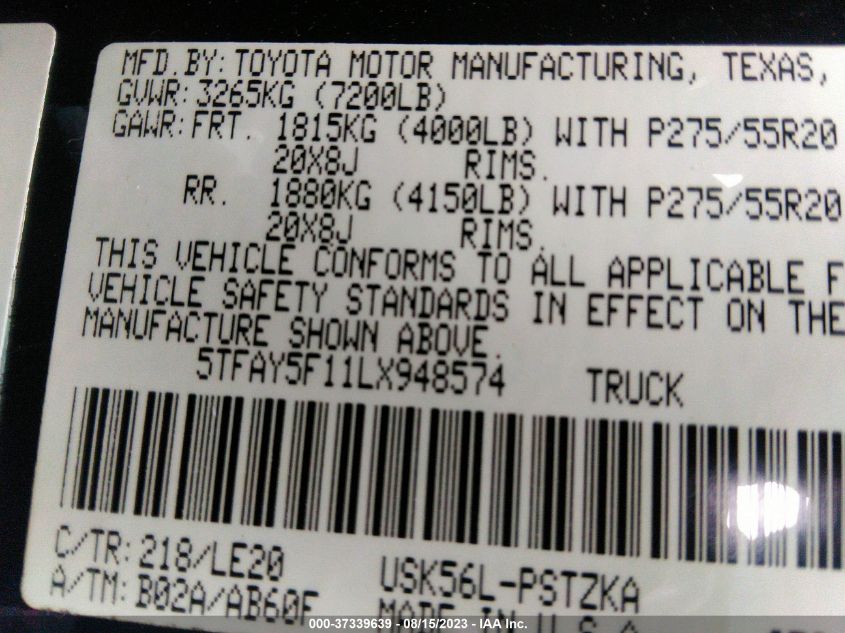 MFD.BY: TOYOTA MOTOR MANUFACTURING, TEXAS,
GVWR: 3265KG (7200LB)
GAWR: FRT. 1815KG (4000LB) WITH P275/55R20
20X8J RIMS.
RR. 1880KG (4150LB) WITH P275/55R20
20X8J RIMS.
THIS VEHICLE CONFORMS TO ALL APPLICABLE F
VEHICLE SAFETY STANDARDS IN EFFECT ON THE
MANUFACTURE SHOWN ABOVE.
5TFAY5F11LX948574 TRUCK
C/TR: 218/LE20 USK56L-PSTZKA
A/TM: B02A/AB60F MADE IN U.S.A
000-37339639 - 08/15/2023 - IAA Inc.